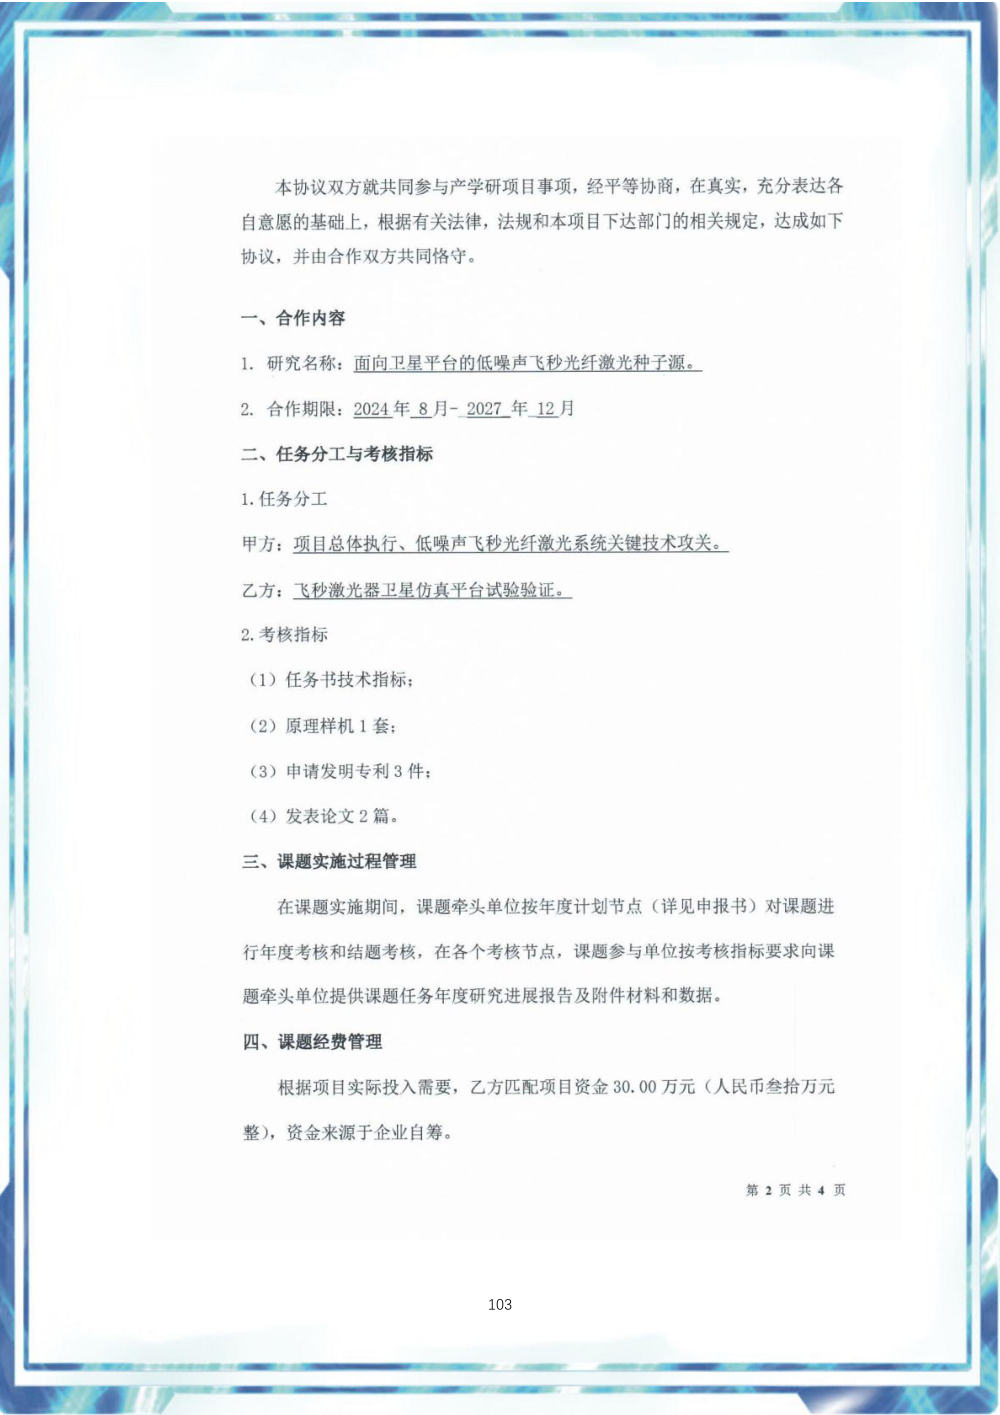 本协议双方就共同参与产学研项目事项，经平等协商，在真实，充分表达各
自意愿的基础上，根据有关法律，法规和本项目下达部门的相关规定，达成如下
协议，并由合作双方共同恪守。
一、合作内容
1. 研究名称：面向卫星平台的低噪声飞秒光纤激光种子源。
2. 合作期限：2024 年 8 月- 2027 年 12 月
二、任务分工与考核指标
1.任务分工
甲方：项目总体执行、低噪声飞秒光纤激光系统关键技术攻关。
乙方：飞秒激光器卫星仿真平台试验验证。
2.考核指标
（1）任务书技术指标；
（2）原理样机 1 套；
（3）申请发明专利 3 件；
（4）发表论文 2 篇。
三、课题实施过程管理
在课题实施期间，课题牵头单位按年度计划节点（详见申报书）对课题进
行年度考核和结题考核，在各个考核节点，课题参与单位按考核指标要求向课
题牵头单位提供课题任务年度研究进展报告及附件材料和数据。
四、课题经费管理
根据项目实际投入需要，乙方匹配项目资金 30.00 万元（人民币叁拾万元
整），资金来源于企业自筹。
第 2 页 共 4 页
103